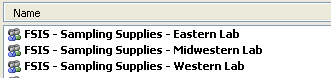 Name
FSIS - Sampling Supplies - Eastern Lab
FSIS - Sampling Supplies - Midwestern Lab
FSIS - Sampling Supplies - Western Lab